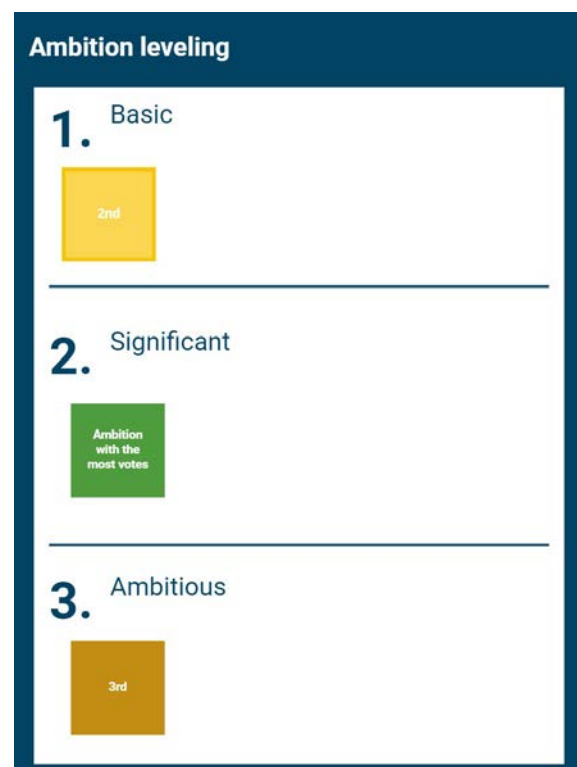 Ambition leveling
1. Basic
2nd
2. Significant
Ambition
with the
most votes
3. Ambitious
3rd